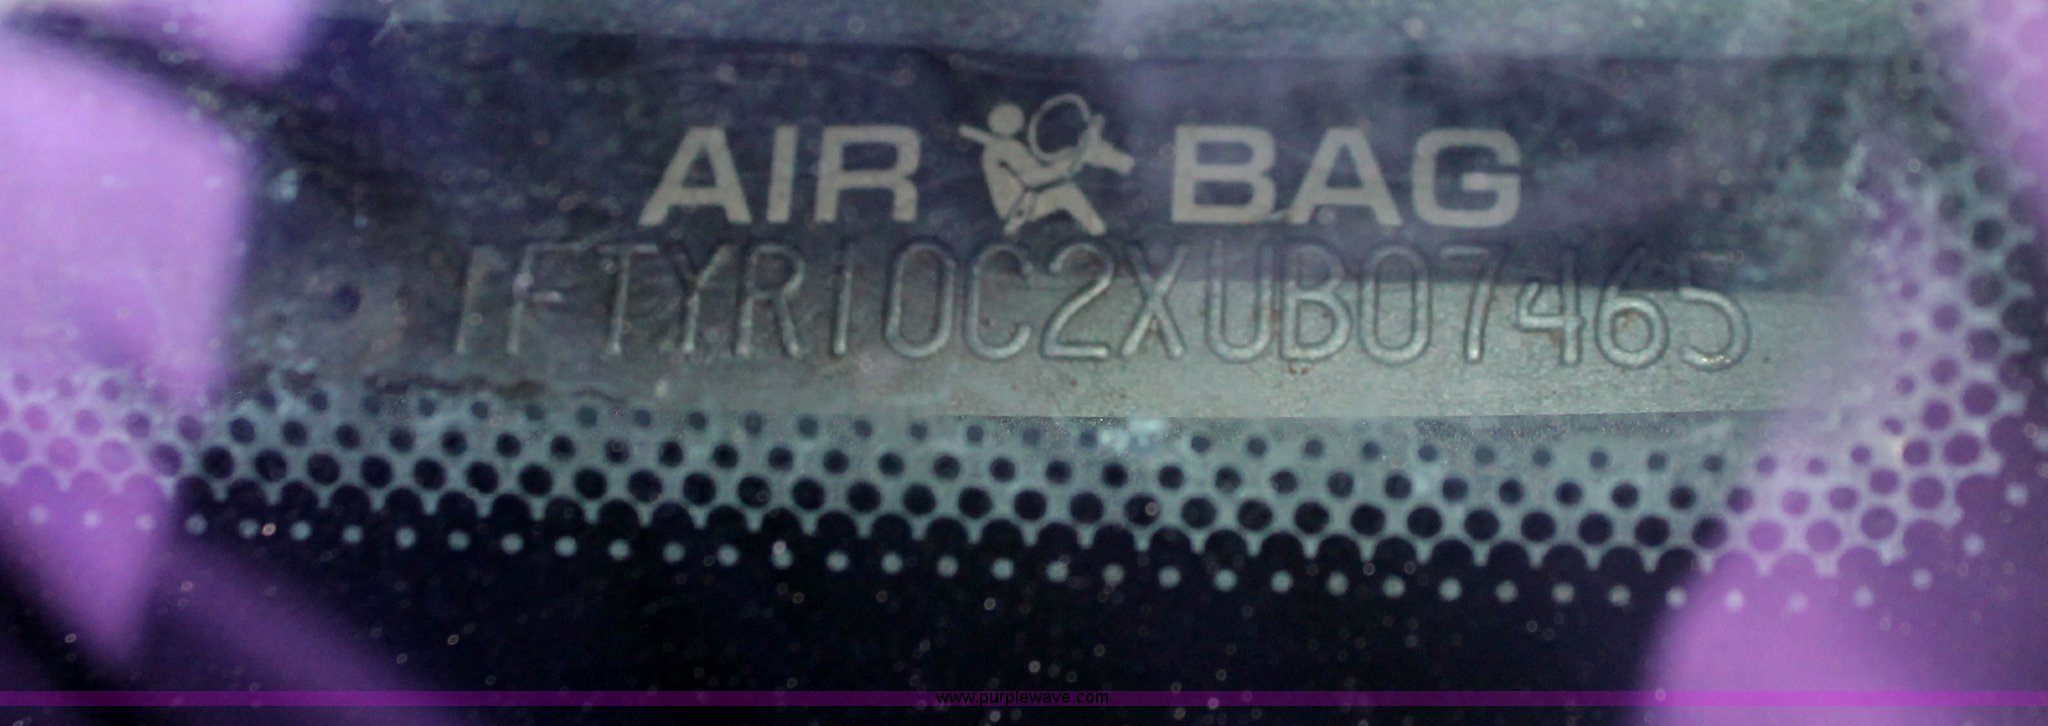 AIR BAG
1FTYR10C2XUB07465
www.purplewave.com